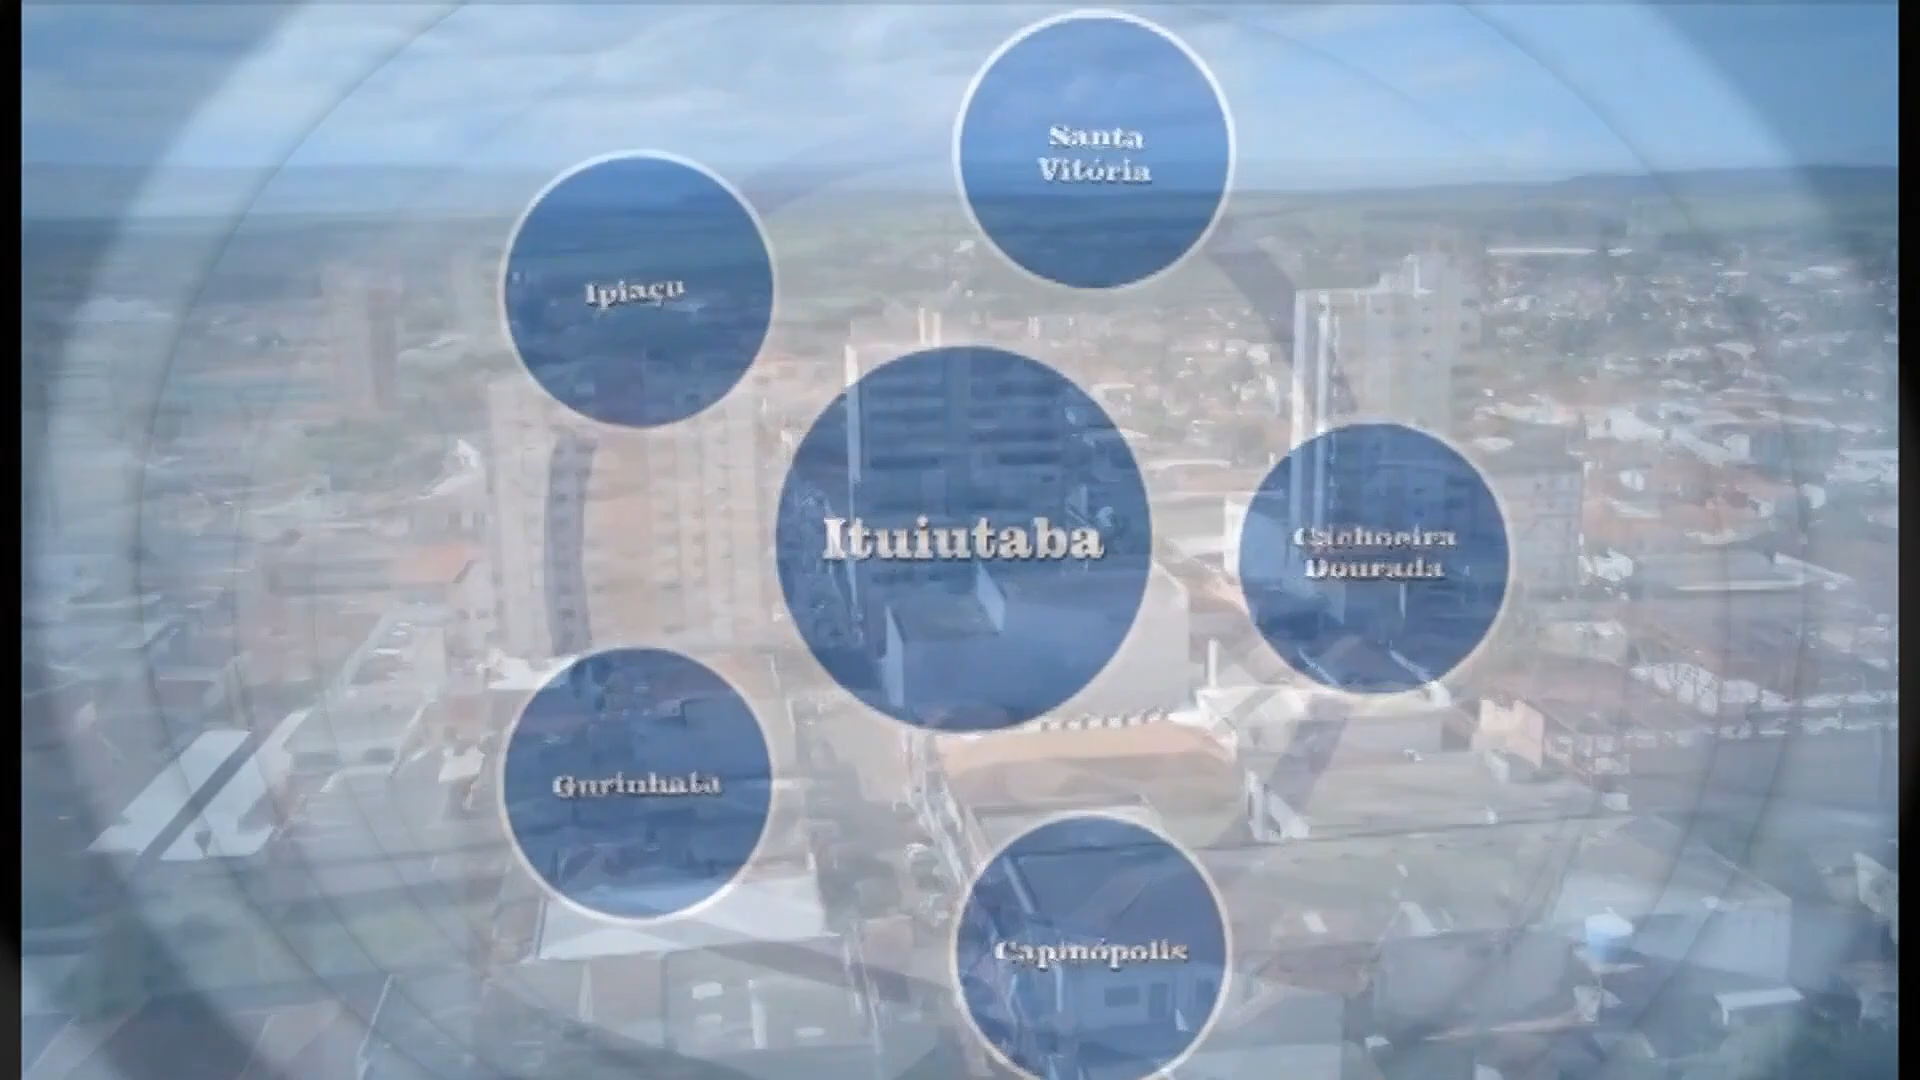 Santa
Vitória
Ipiaçu
Ituiutaba
Cachoeira
Dourada
Gurinhatã
Capinópolis